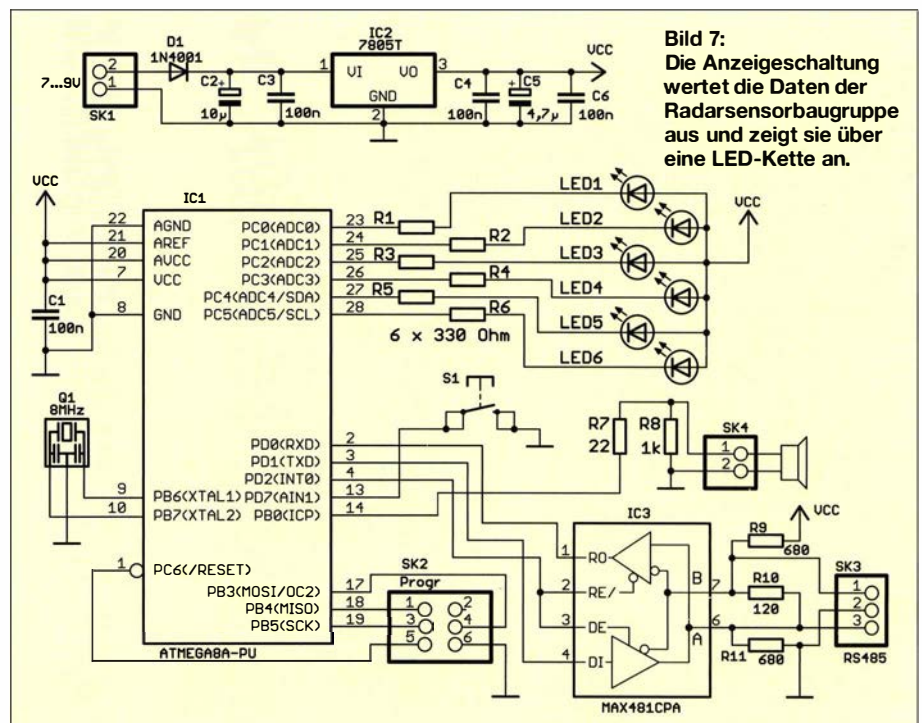 Bild 7:
Die Anzeigeschaltung
wertet die Daten der
Radarsensorbaugruppe
aus und zeigt sie über
eine LED-Kette an.
7...9V
2
1
SK1
D1
1N4001
C2
+
10µ
C3
100n
IC2
7805T
1
VI
VO
3
GND
2
C4
100n
+
C5
4,7µ
C6
100n
VCC
VCC
C1
100n
IC1
22
AGND
21
AREF
20
AVCC
7
VCC
8
GND
PC0(ADC0)
23
PC1(ADC1)
24
PC2(ADC2)
25
PC3(ADC3)
26
PC4(ADC4/SDA)
27
PC5(ADC5/SCL)
28
R1
R2
R3
R4
R5
R6
6 x 330 Ohm
LED1
LED2
LED3
LED4
LED5
LED6
VCC
Q1
8MHz
S1
9
PB6(XTAL1)
10
PB7(XTAL2)
PD0(RXD)
2
PD1(TXD)
3
PD2(INT0)
4
PD7(AIN1)
13
PB0(ICP)
14
1
PC6(/RESET)
PB3(MOSI/OC2)
17
PB4(MISO)
18
PB5(SCK)
19
ATMEGA8A-PU
SK2
Progr
1
2
3
4
5
6
R7
22
R8
1k
SK4
1
2
IC3
1
RO
2
RE/
3
DE
4
DI
B
7
A
6
MAX481CPA
R9
680
VCC
R10
120
R11
680
SK3
1
2
3
RS485